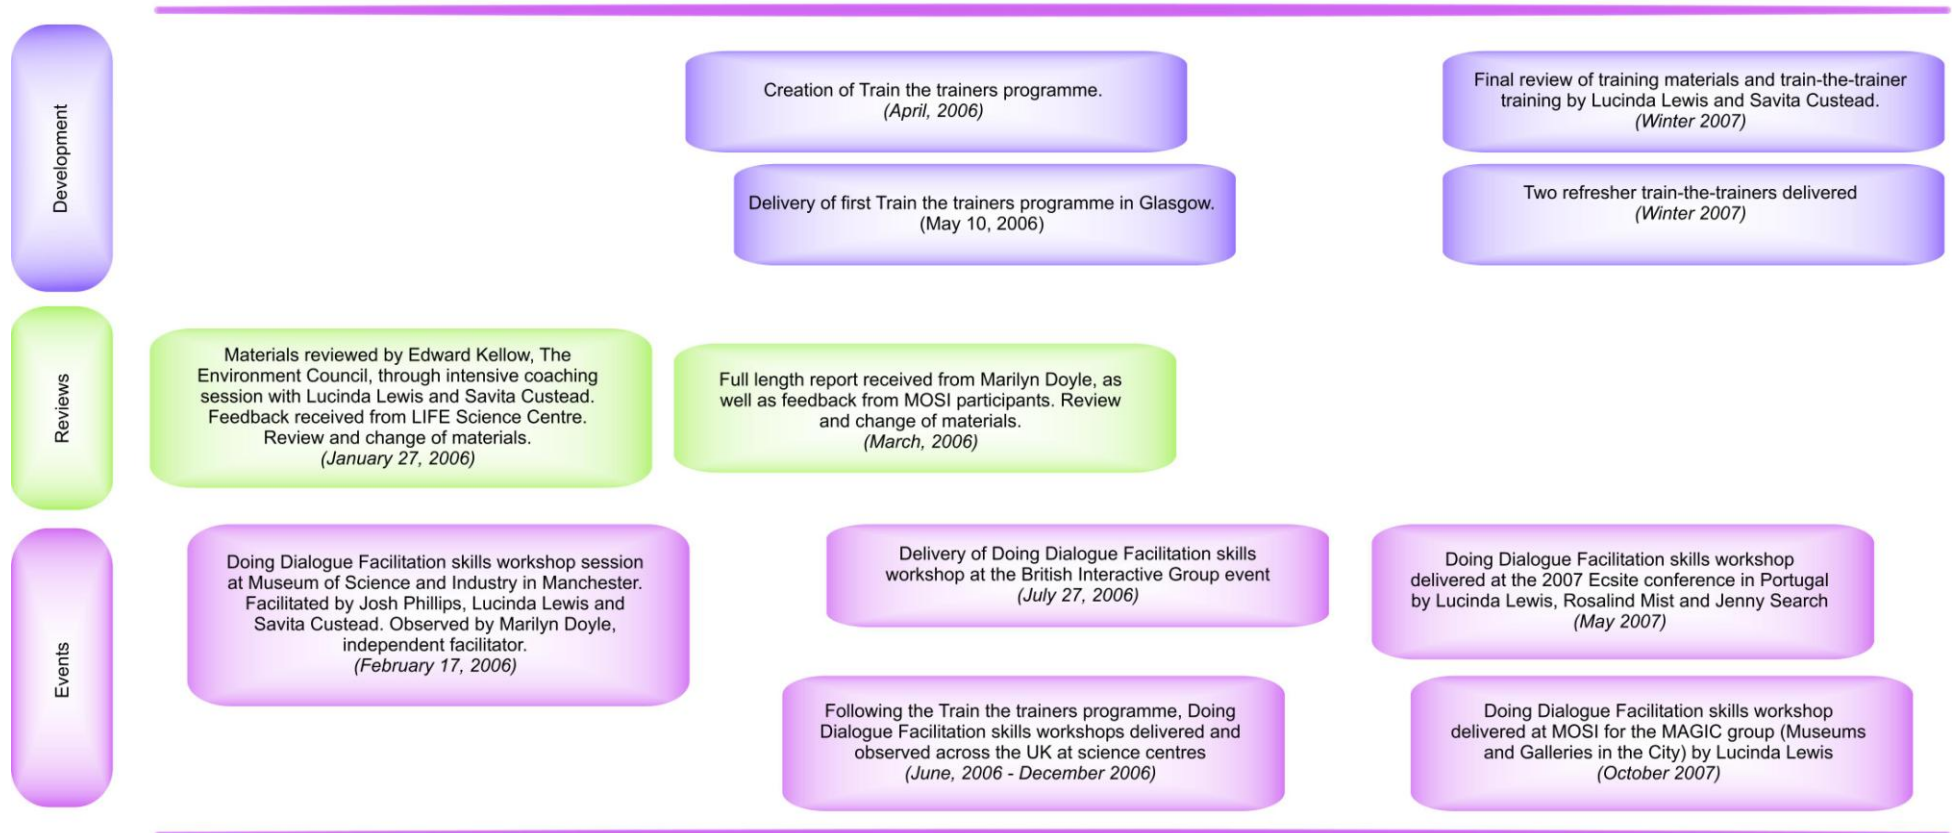 Development
Creation of Train the trainers programme.
(April, 2006)
Delivery of first Train the trainers programme in Glasgow.
(May 10, 2006)
Final review of training materials and train-the-trainer
training by Lucinda Lewis and Savita Custead.
(Winter 2007)
Two refresher train-the-trainers delivered
(Winter 2007)
Reviews
Materials reviewed by Edward Kellow, The
Environment Council, through intensive coaching
session with Lucinda Lewis and Savita Custead.
Feedback received from LIFE Science Centre.
Review and change of materials.
(January 27, 2006)
Full length report received from Marilyn Doyle, as
well as feedback from MOSI participants. Review
and change of materials.
(March, 2006)
Events
Doing Dialogue Facilitation skills workshop session
at Museum of Science and Industry in Manchester.
Facilitated by Josh Phillips, Lucinda Lewis and
Savita Custead. Observed by Marilyn Doyle,
independent facilitator.
(February 17, 2006)
Delivery of Doing Dialogue Facilitation skills
workshop at the British Interactive Group event
(July 27, 2006)
Following the Train the trainers programme, Doing
Dialogue Facilitation skills workshops delivered and
observed across the UK at science centres
(June, 2006 - December 2006)
Doing Dialogue Facilitation skills workshop
delivered at the 2007 Ecsite conference in Portugal
by Lucinda Lewis, Rosalind Mist and Jenny Search
(May 2007)
Doing Dialogue Facilitation skills workshop
delivered at MOSI for the MAGIC group (Museums
and Galleries in the City) by Lucinda Lewis
(October 2007)